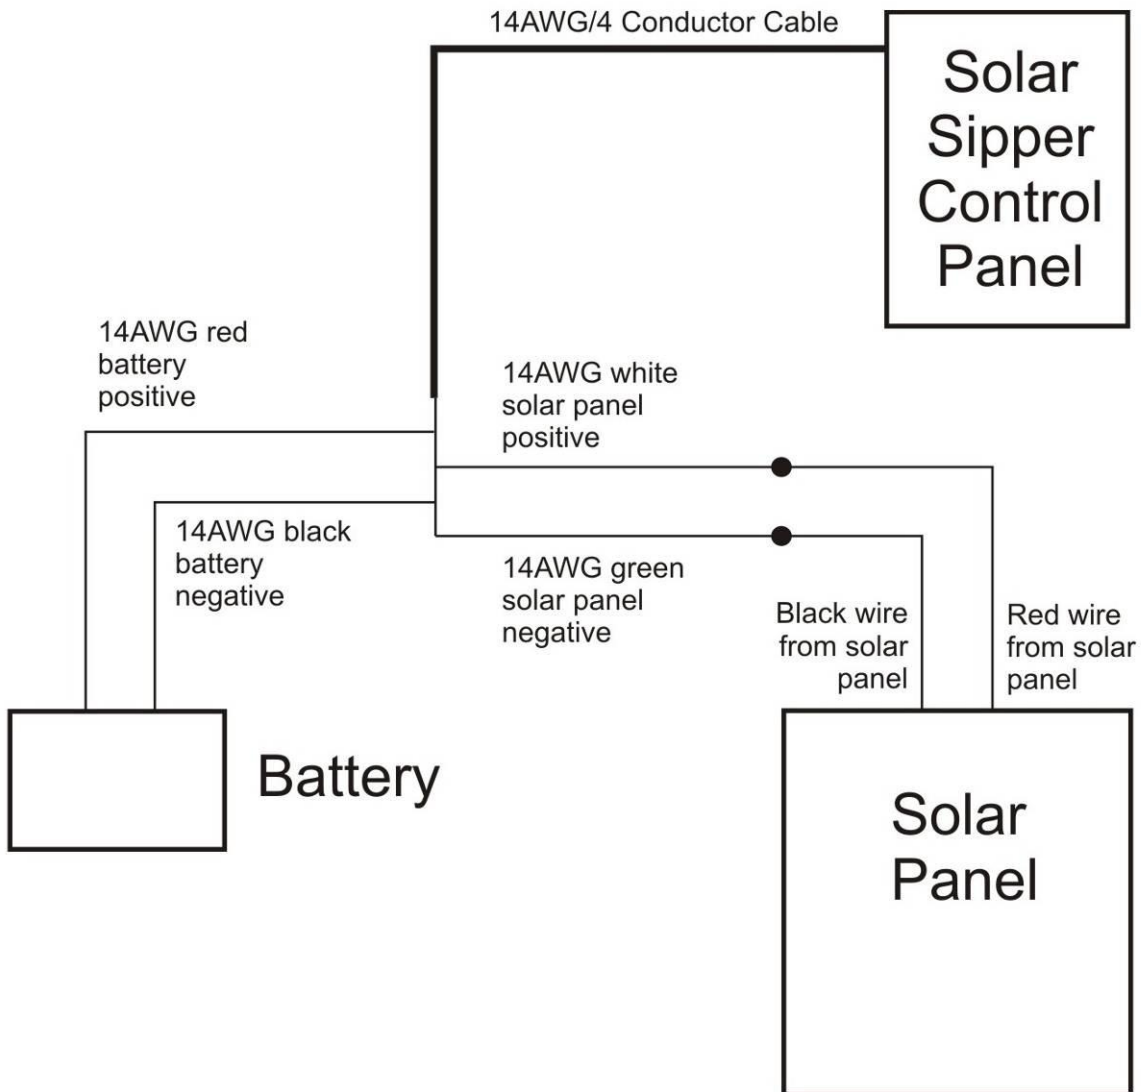 14AWG/4 Conductor Cable
Solar
Sipper
Control
Panel
14AWG red
battery
positive
14AWG white
solar panel
positive
14AWG black
battery
negative
14AWG green
solar panel
negative
Black wire
from solar
panel
Red wire
from solar
panel
Battery
Solar
Panel